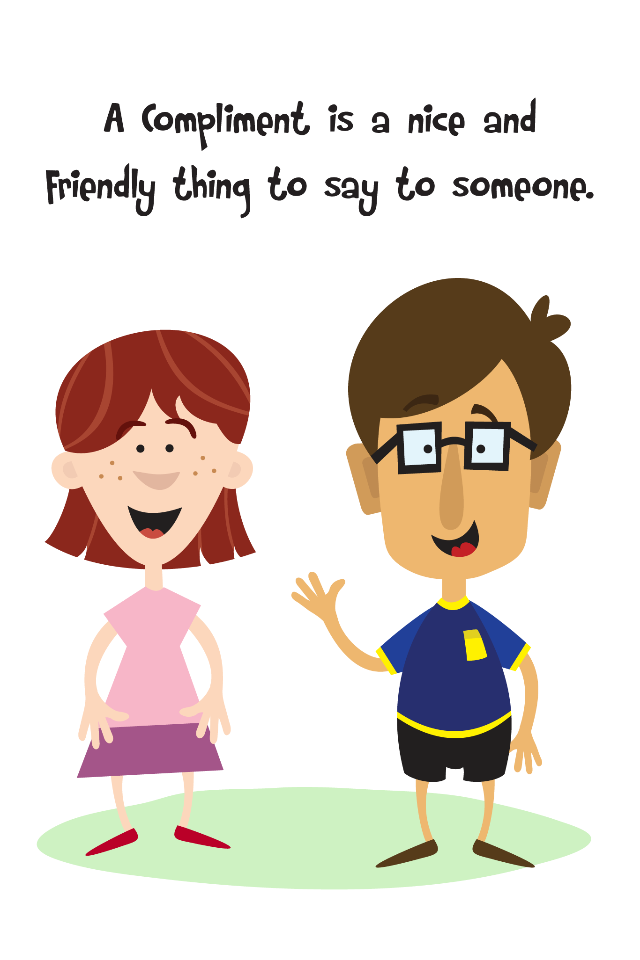 A Compliment is a nice and
Friendly thing to say to someone.